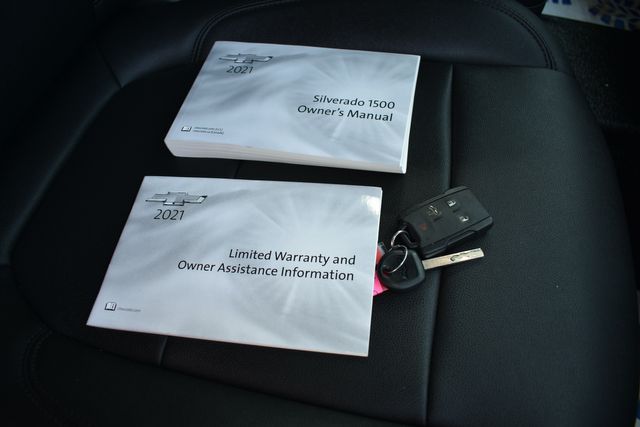 2021
Silverado 1500
Owner's Manual
2021
Limited Warranty and
Owner Assistance Information